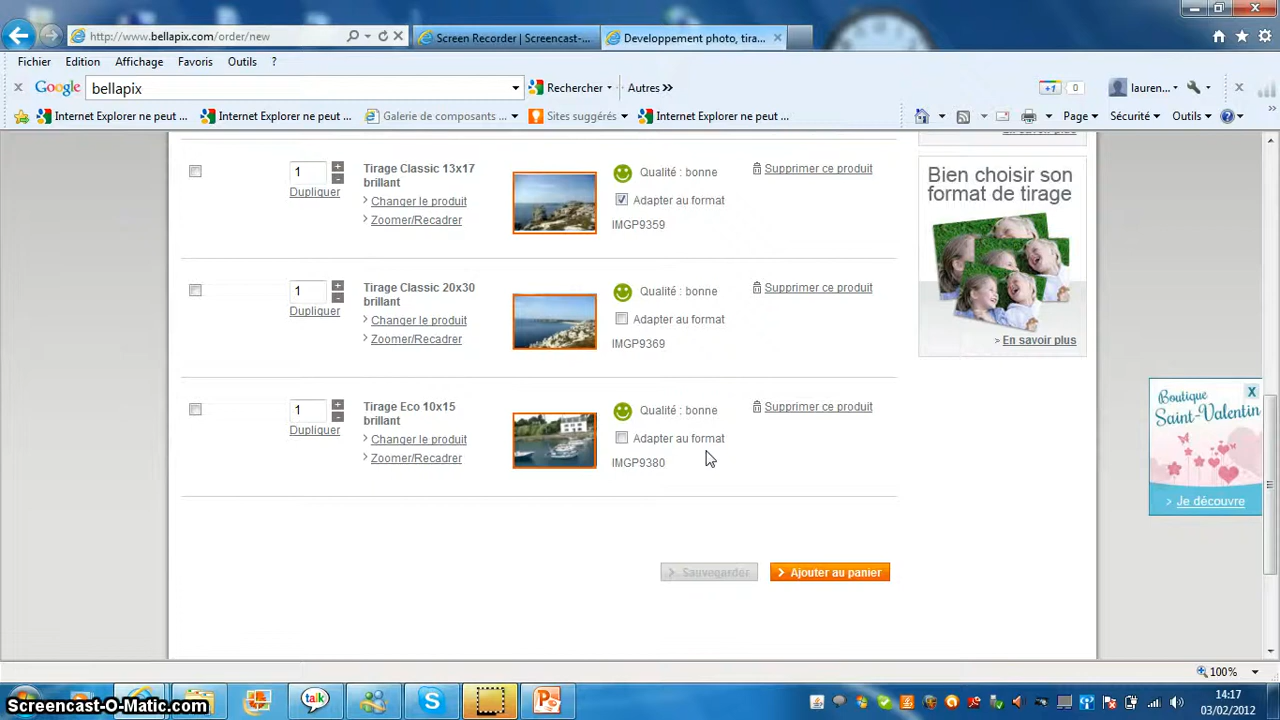 http://www.bellapix.com/order/new
Screen Recorder | Screencast-...
Developpement photo, tira...
Fichier Edition Affichage Favoris Outils ?
Google bellapix Rechercher Autres +1 0 lauren...
Internet Explorer ne peut ... Internet Explorer ne peut ... Galerie de composants ... Sites suggérés Internet Explorer ne peut ... Page Sécurité Outils
Tirage Classic 13x17
brillant
1
Dupliquer
Changer le produit
Zoomer/Recadrer
Qualité : bonne
Adapter au format
IMGP9359
Supprimer ce produit
Tirage Classic 20x30
brillant
1
Dupliquer
Changer le produit
Zoomer/Recadrer
Qualité : bonne
Adapter au format
IMGP9369
Supprimer ce produit
Tirage Eco 10x15
brillant
1
Dupliquer
Changer le produit
Zoomer/Recadrer
Qualité : bonne
Adapter au format
IMGP9380
Supprimer ce produit
Sauvegarder
Ajouter au panier
Bien choisir son
format de tirage
> En savoir plus
Boutique
Saint-Valentin
X
> Je découvre
100%
talk
14:17
03/02/2012
Screencast-O-Matic.com